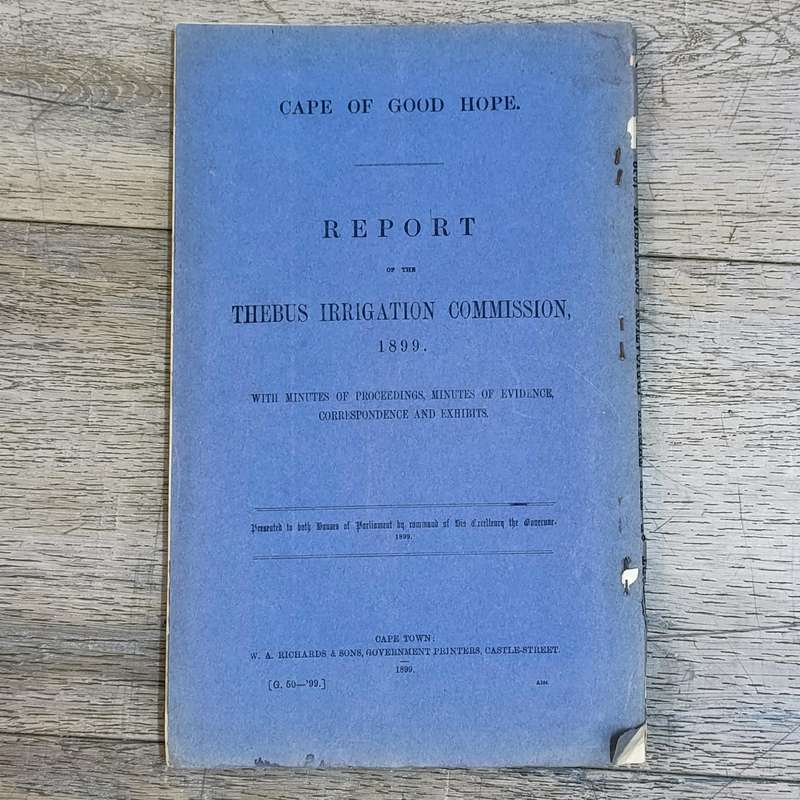 CAPE OF GOOD HOPE.
REPORT
OF THE
THEBUS IRRIGATION COMMISSION,
1899.
WITH MINUTES OF PROCEEDINGS, MINUTES OF EVIDENCE,
CORRESPONDENCE AND EXHIBITS.
Presented to both Houses of Parliament by command of His Excellency the Governor.
1899.
CAPE TOWN:
W. A. RICHARDS & SONS, GOVERNMENT PRINTERS, CASTLE-STREET.
1899.
[G. 50—'99.]